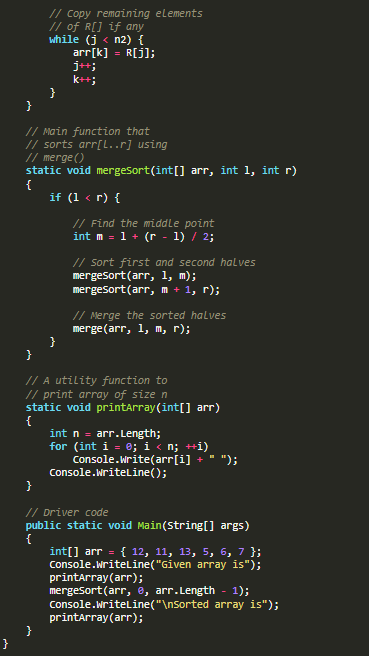 // Copy remaining elements
// of R[] if any
while (j < n2) {
arr[k] = R[j];
j++;
k++;
}
}
// Main function that
// sorts arr[l..r] using
// merge()
static void mergeSort(int[] arr, int l, int r)
{
if (l < r) {
// Find the middle point
int m = l + (r - l) / 2;
// Sort first and second halves
mergeSort(arr, l, m);
mergeSort(arr, m + 1, r);
// Merge the sorted halves
merge(arr, l, m, r);
}
}
// A utility function to
// print array of size n
static void printArray(int[] arr)
{
int n = arr.Length;
for (int i = 0; i < n; ++i)
Console.Write(arr[i] + " ");
Console.WriteLine();
}
// Driver code
public static void Main(String[] args)
{
int[] arr = { 12, 11, 13, 5, 6, 7 };
Console.WriteLine("Given array is");
printArray(arr);
mergeSort(arr, 0, arr.Length - 1);
Console.WriteLine("\nSorted array is");
printArray(arr);
}
}